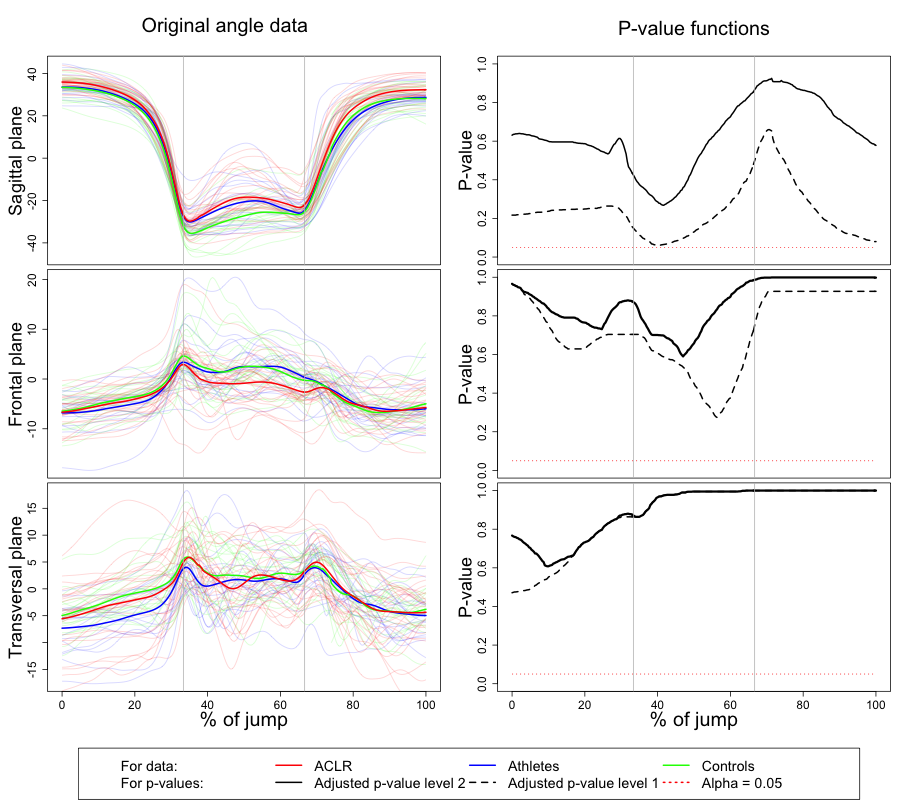 Original angle data
P-value functions
Sagittal plane
40
20
0
-20
-40
P-value
1.0
0.8
0.6
0.4
0.2
0.0
Frontal plane
20
10
0
-10
P-value
1.0
0.8
0.6
0.4
0.2
0.0
Transversal plane
15
10
5
0
-5
-15
P-value
1.0
0.8
0.6
0.4
0.2
0.0
0 20 40 60 80 100
% of jump
0 20 40 60 80 100
% of jump
For data: ACLR Athletes Controls
For p-values: Adjusted p-value level 2 Adjusted p-value level 1 Alpha = 0.05